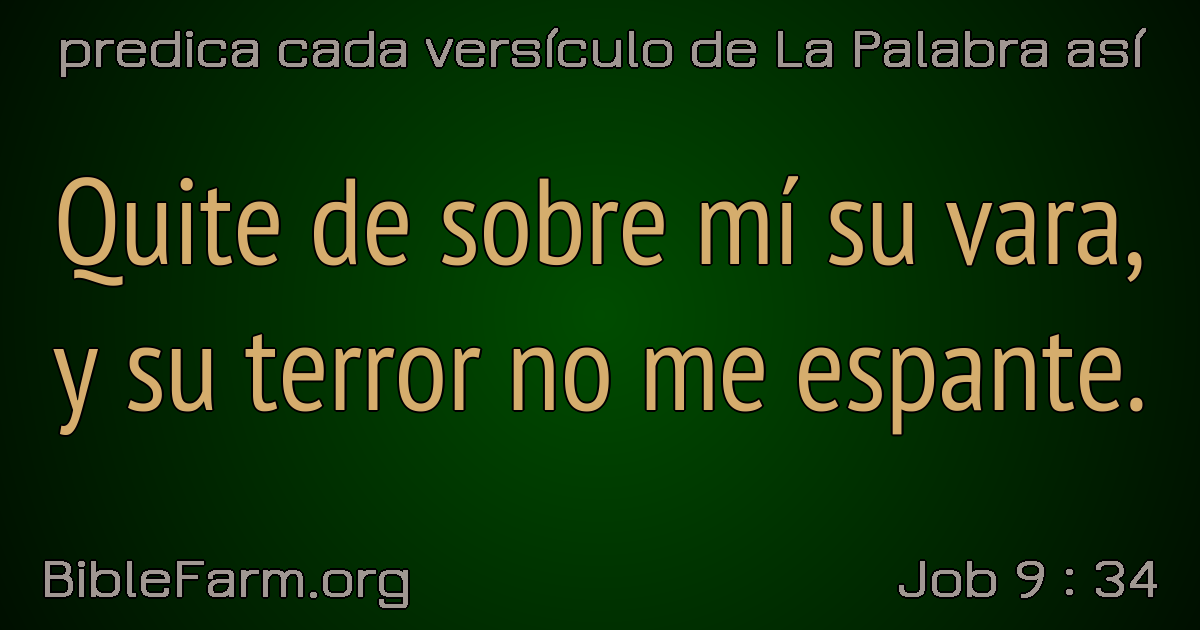 predica cada versículo de La Palabra así
Quite de sobre mí su vara,
y su terror no me espante.
BibleFarm.org
Job 9 : 34